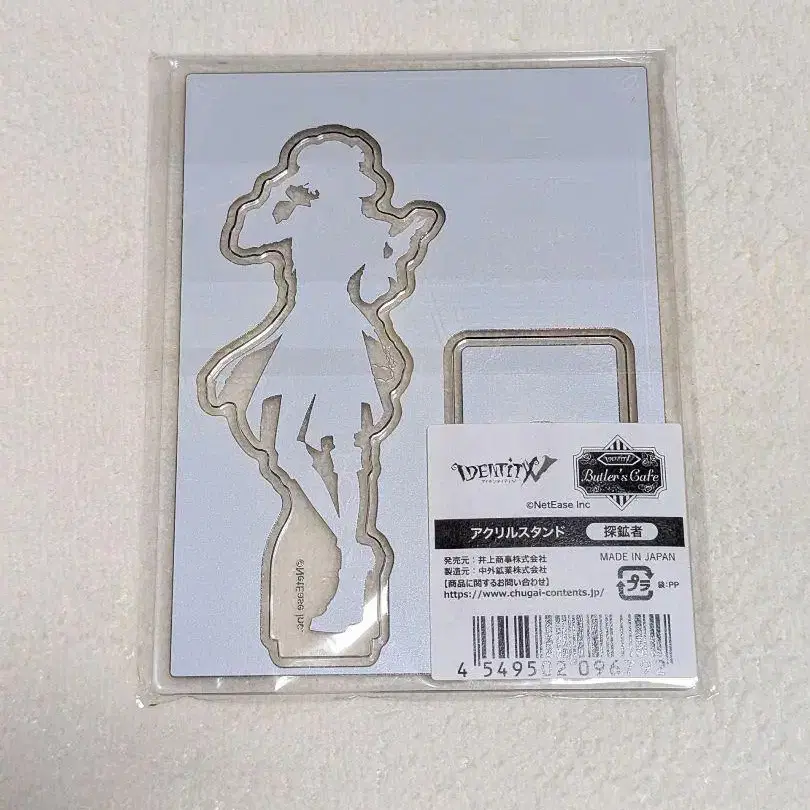 IDENTITY V
アイデンティティV
IDENTITY V
Butler's Cafe
©NetEase Inc
アクリルスタンド 探鉱者
発売元：井上商事株式会社
製造元：中外鉱業株式会社
【商品に関するお問い合わせ】
https://www.chugai-contents.jp/
MADE IN JAPAN
プラ
袋:PP
©NetEase Inc.